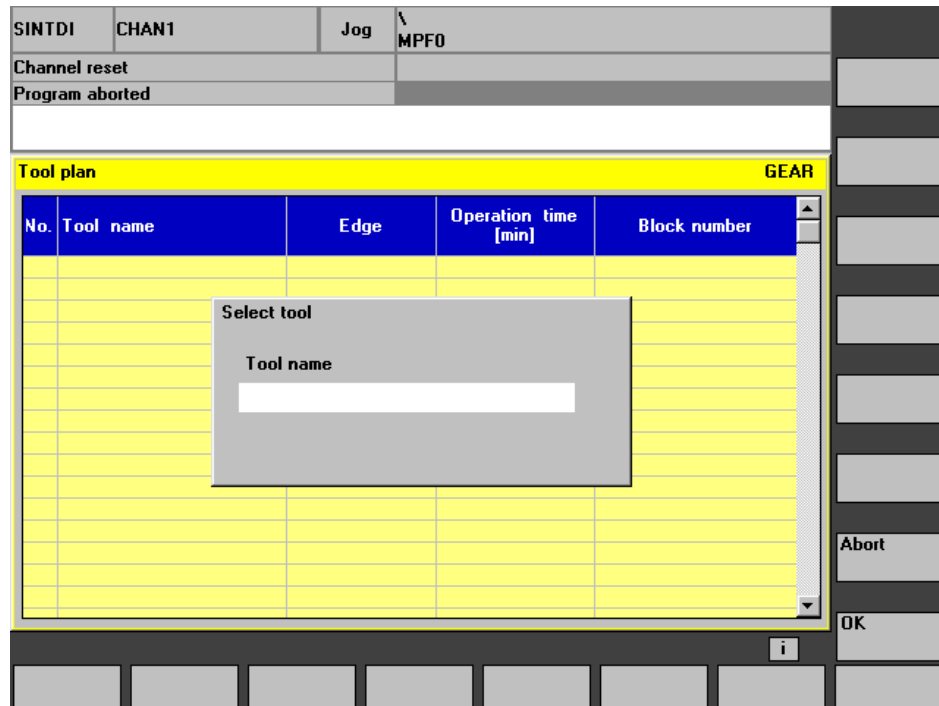 SINTDI CHAN1 Jog \
MPF0
Channel reset
Program aborted
Tool plan GEAR
No. Tool name Edge Operation time [min] Block number
Select tool
Tool name
Abort
OK
i